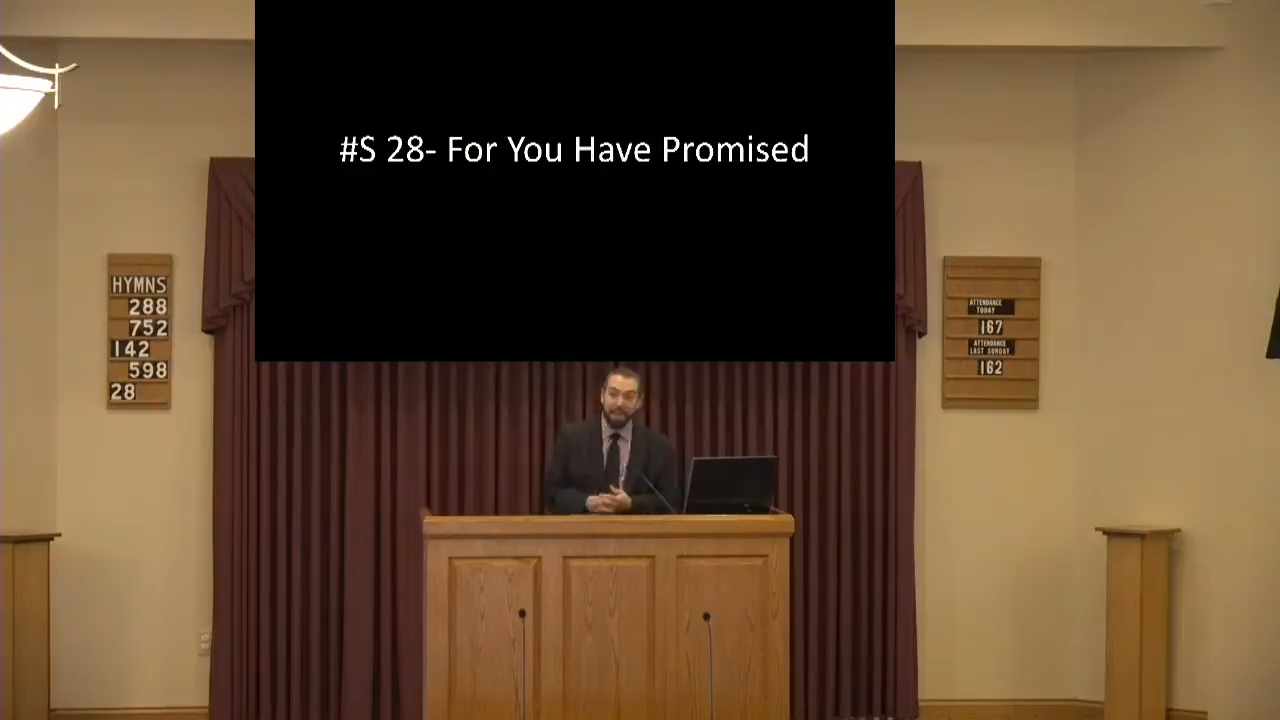 #S 28- For You Have Promised
HYMNS
288
752
142
598
28
ATTENDANCE
TODAY
167
ATTENDANCE
LAST SUNDAY
162